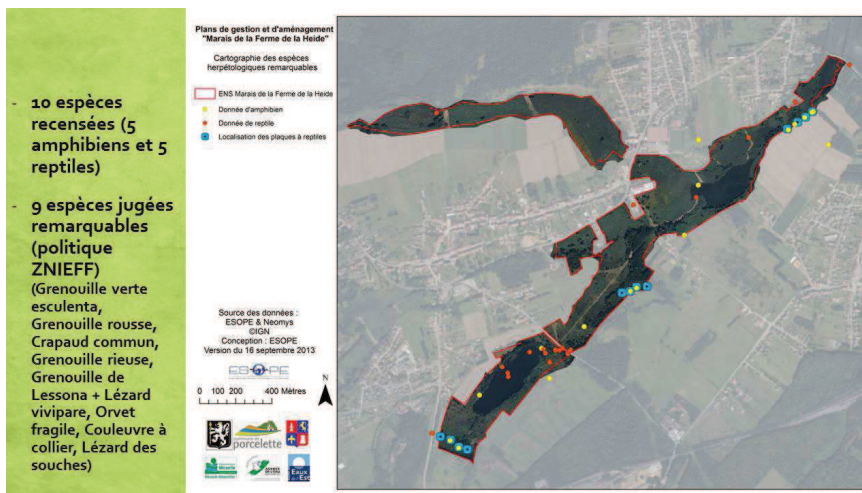 - 10 espèces
recensées (5
amphibiens et 5
reptiles)
- 9 espèces jugées
remarquables
(politique
ZNIEFF)
(Grenouille verte
esculenta,
Grenouille rousse,
Crapaud commun,
Grenouille rieuse,
Grenouille de
Lessona + Lézard
vivipare, Orvet
fragile, Couleuvre à
collier, Lézard des
souches)
Plans de gestion et d'aménagement
"Marais de la Ferme de la Heide"
Cartographie des espèces
herpétologiques remarquables
ENS Marais de la Ferme de la Heide
Donnée d'amphibien
Donnée de reptile
Localisation des plaques à reptiles
Source des données :
ESOPE & Neomys
©IGN
Conception : ESOPE
Version du 16 septembre 2013
ESOPE
N
0 100 200 400 Mètres
porcelette
Moselle